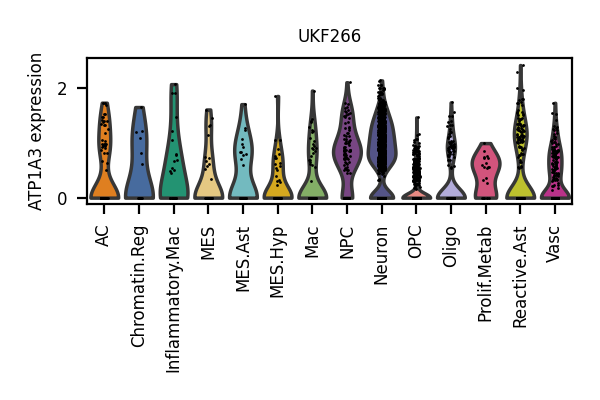 UKF266
ATP1A3 expression
2
0
AC
Chromatin.Reg
Inflammatory.Mac
MES
MES.Ast
MES.Hyp
Mac
NPC
Neuron
OPC
Oligo
Prolif.Metab
Reactive.Ast
Vasc